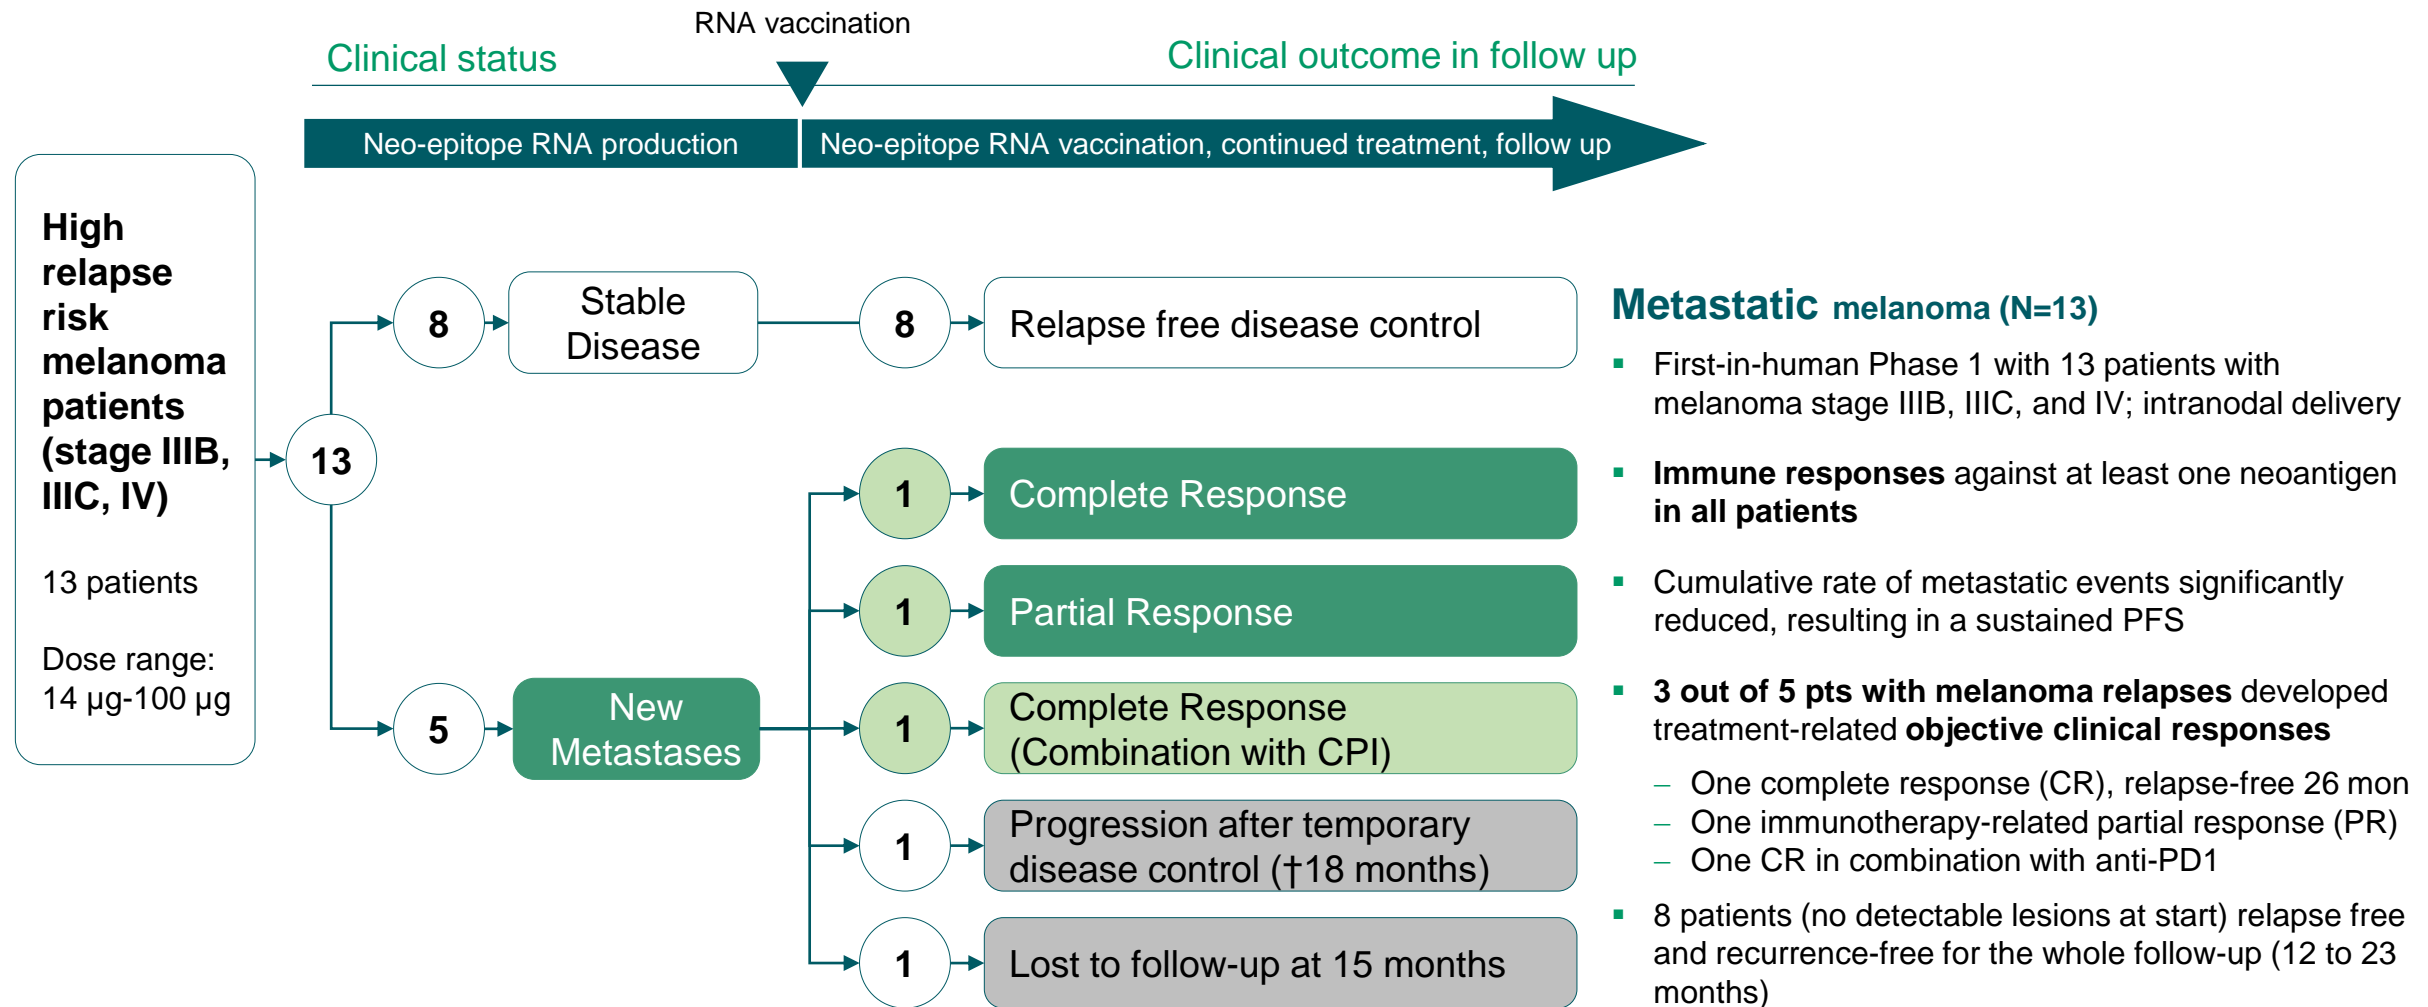 RNA vaccination
Clinical status
Clinical outcome in follow up
Neo-epitope RNA production
Neo-epitope RNA vaccination, continued treatment, follow up
High
relapse
risk
melanoma
patients
(stage IIIB,
IIIC, IV)
13 patients
Dose range:
14 µg-100 µg
13
8
Stable
Disease
8
Relapse free disease control
5
New
Metastases
1
Complete Response
1
Partial Response
1
Complete Response
(Combination with CPI)
1
Progression after temporary
disease control (†18 months)
1
Lost to follow-up at 15 months
Metastatic melanoma (N=13)
▪ First-in-human Phase 1 with 13 patients with
melanoma stage IIIB, IIIC, and IV; intranodal delivery
▪ Immune responses against at least one neoantigen
in all patients
▪ Cumulative rate of metastatic events significantly
reduced, resulting in a sustained PFS
▪ 3 out of 5 pts with melanoma relapses developed
treatment-related objective clinical responses
– One complete response (CR), relapse-free 26 mon
– One immunotherapy-related partial response (PR)
– One CR in combination with anti-PD1
▪ 8 patients (no detectable lesions at start) relapse free
and recurrence-free for the whole follow-up (12 to 23
months)